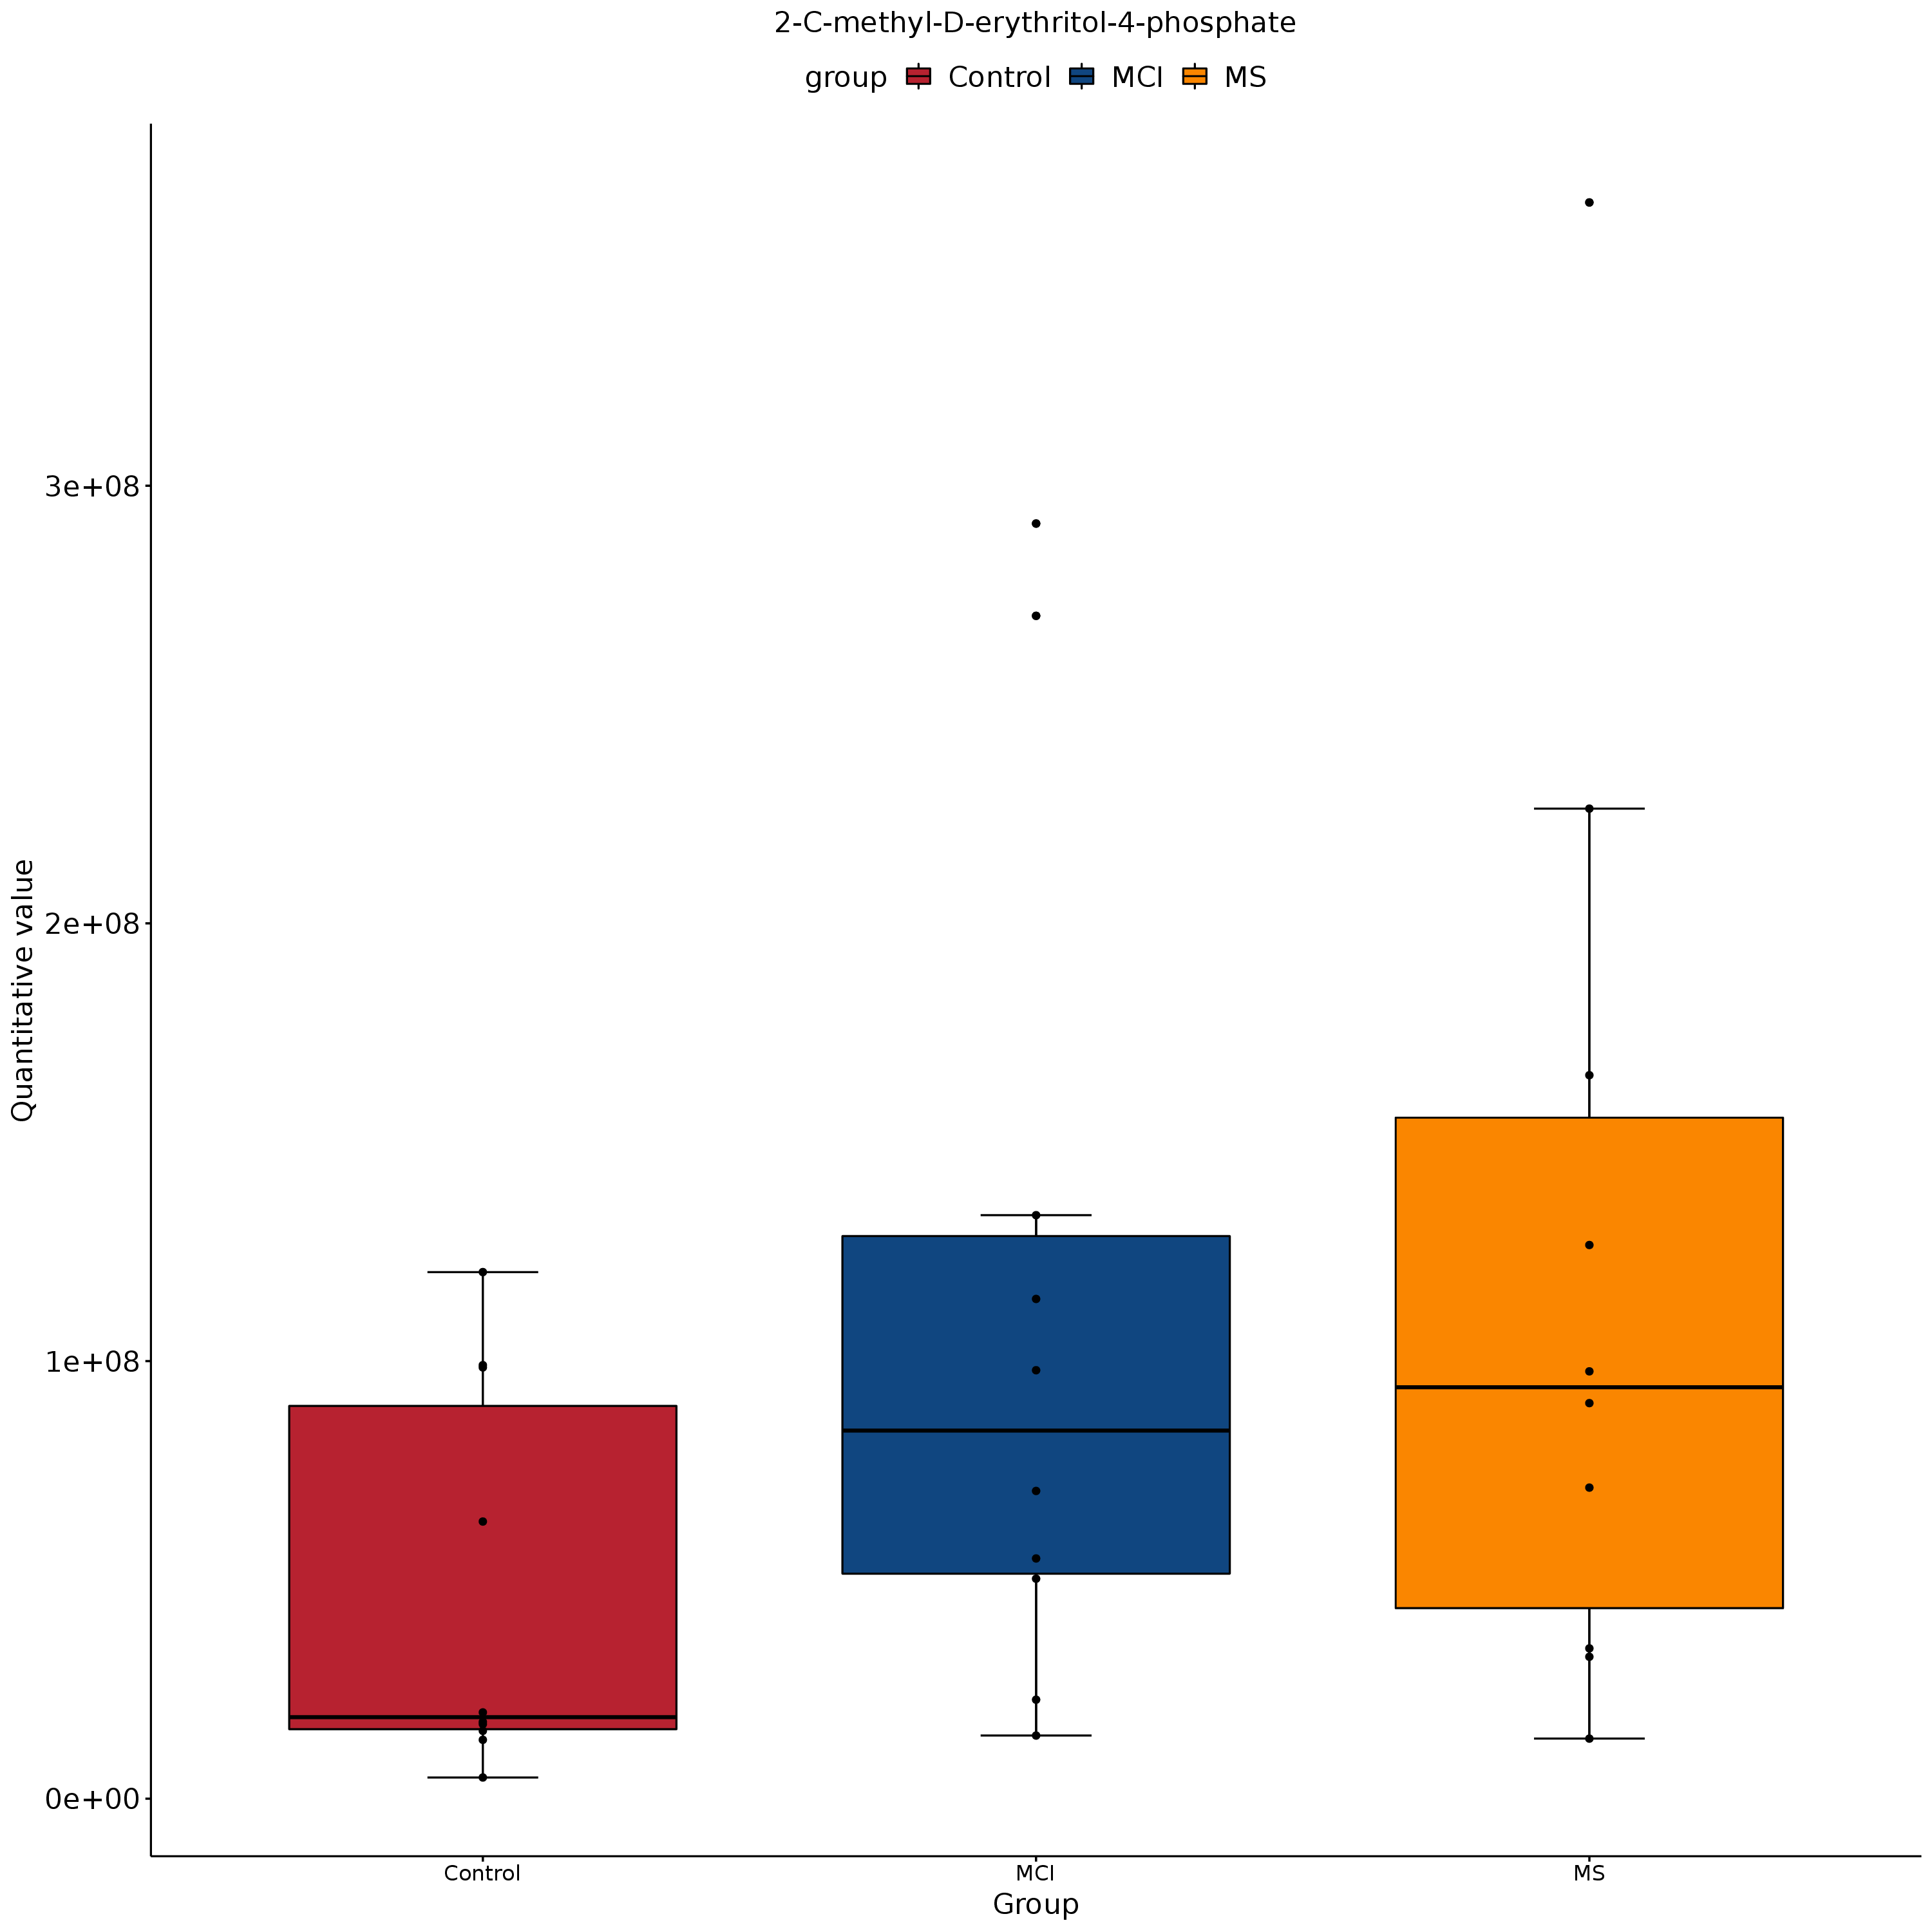 2-C-methyl-D-erythritol-4-phosphate
group Control MCI MS
Quantitative value
3e+08
2e+08
1e+08
0e+00
Control MCI MS
Group